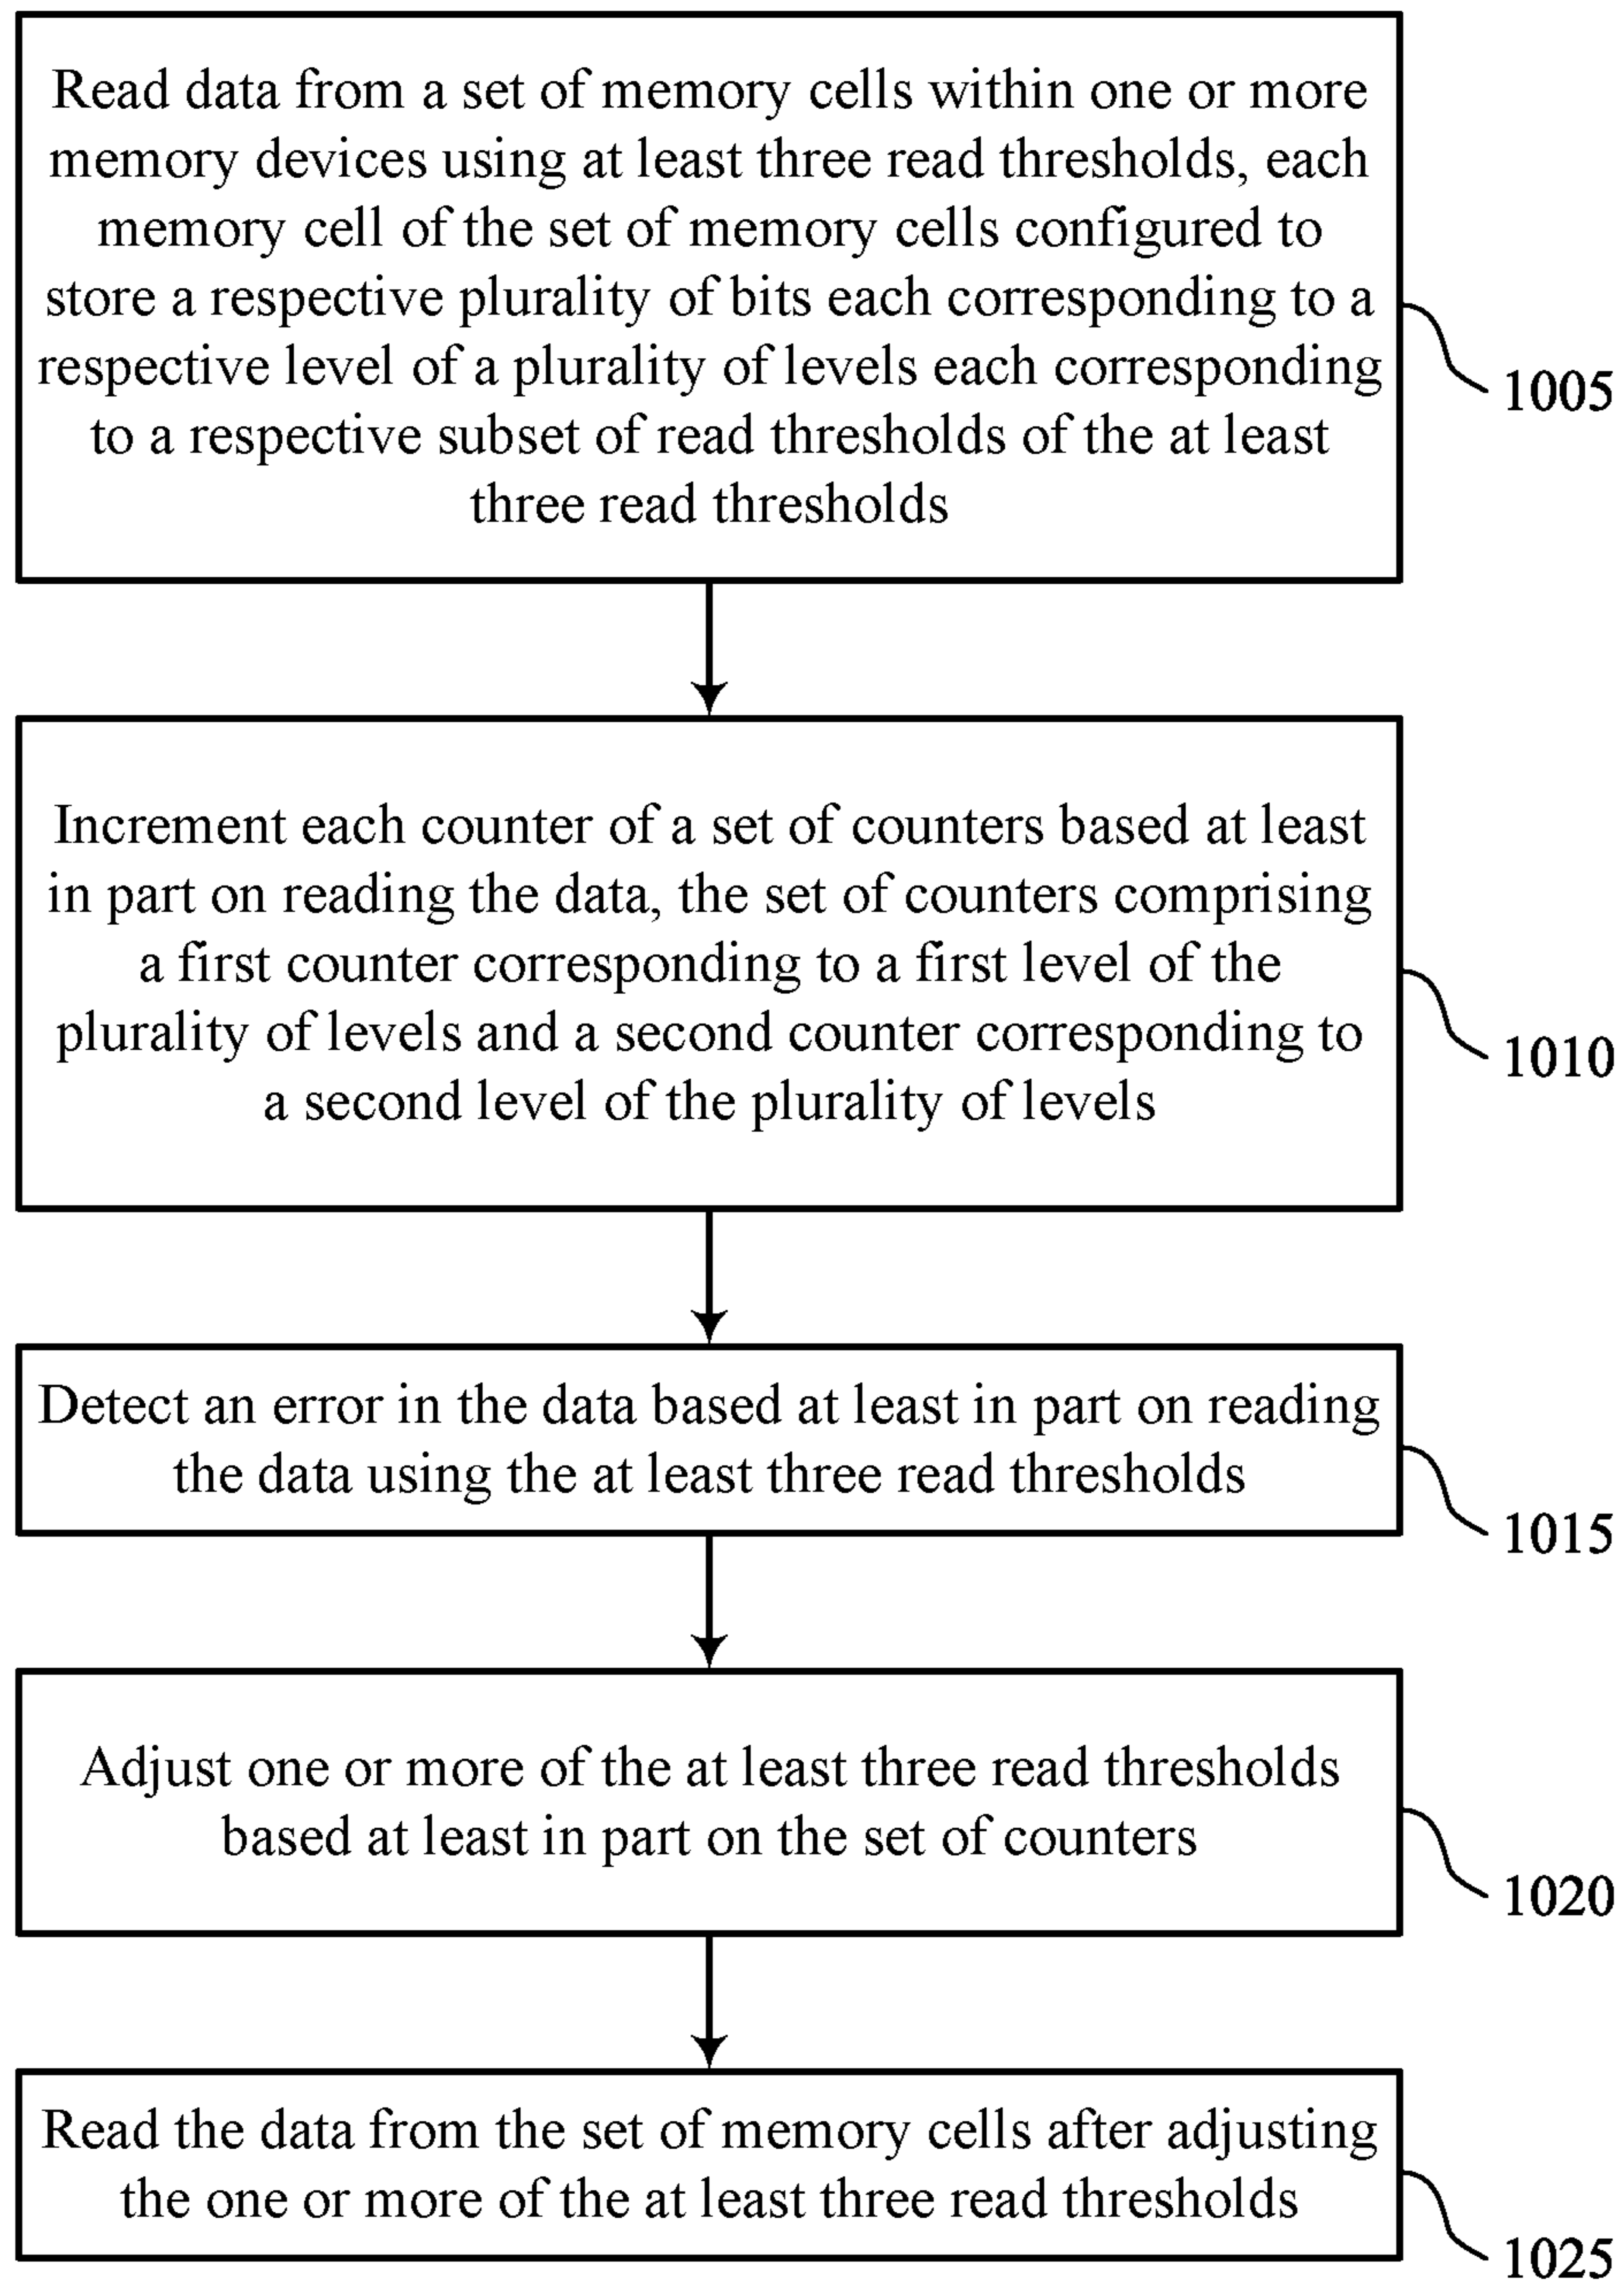 Read data from a set of memory cells within one or more
memory devices using at least three read thresholds, each
memory cell of the set of memory cells configured to
store a respective plurality of bits each corresponding to a
respective level of a plurality of levels each corresponding
to a respective subset of read thresholds of the at least
three read thresholds
1005
Increment each counter of a set of counters based at least
in part on reading the data, the set of counters comprising
a first counter corresponding to a first level of the
plurality of levels and a second counter corresponding to
a second level of the plurality of levels
1010
Detect an error in the data based at least in part on reading
the data using the at least three read thresholds
1015
Adjust one or more of the at least three read thresholds
based at least in part on the set of counters
1020
Read the data from the set of memory cells after adjusting
the one or more of the at least three read thresholds
1025